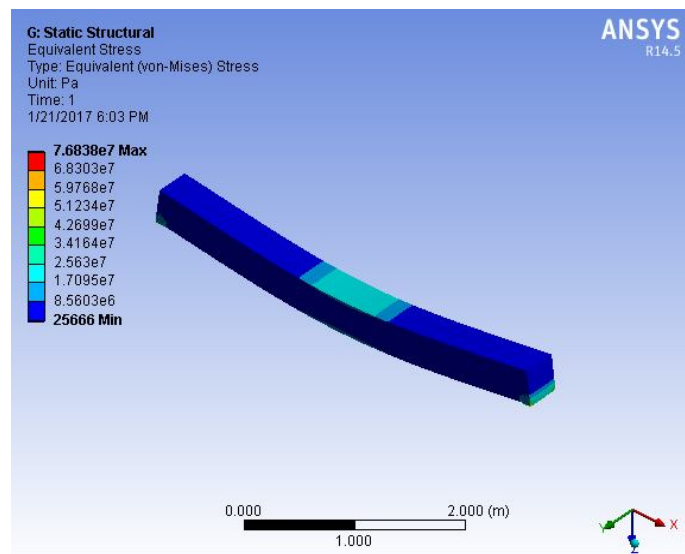 G: Static Structural
Equivalent Stress
Type: Equivalent (von-Mises) Stress
Unit: Pa
Time: 1
1/21/2017 6:03 PM
ANSYS
R14.5
7.6838e7 Max
6.8303e7
5.9768e7
5.1234e7
4.2699e7
3.4164e7
2.563e7
1.7095e7
8.5603e6
25666 Min
0.000
2.000 (m)
1.000
Y
X
Z